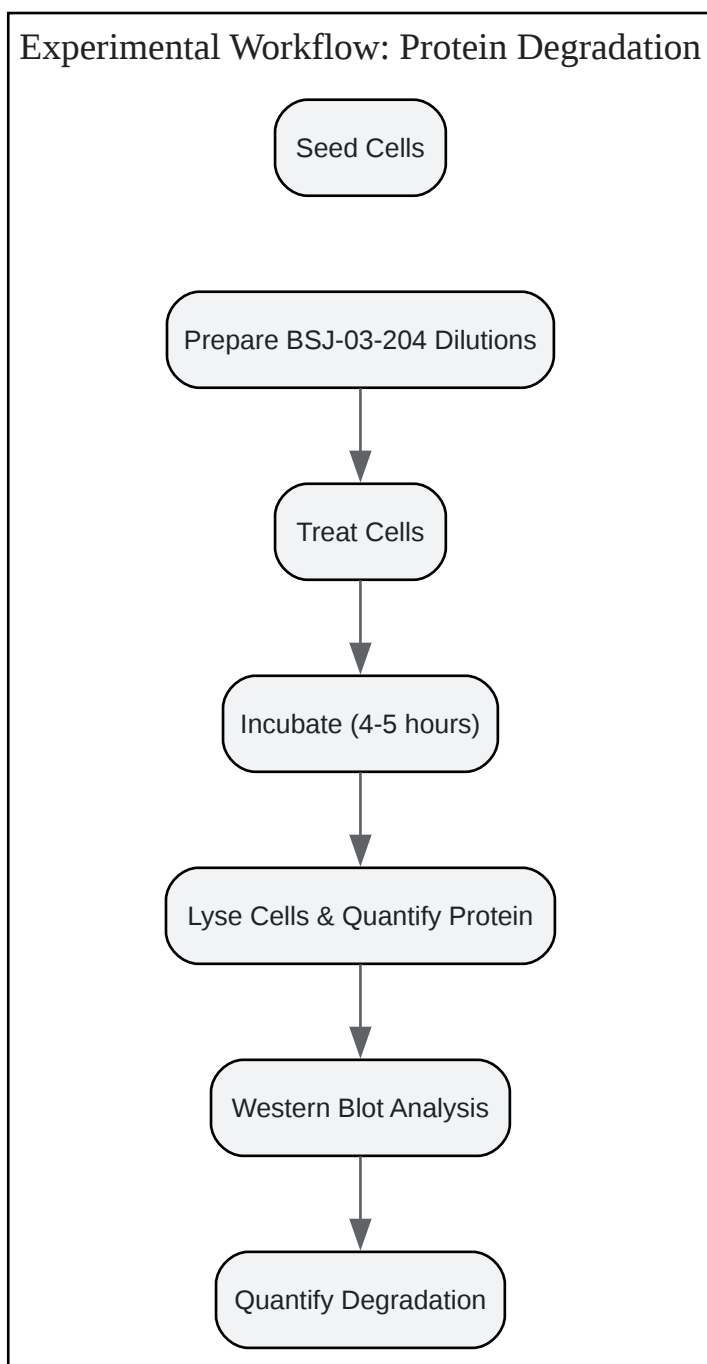 Experimental Workflow: Protein Degradation
Seed Cells
Prepare BSJ-03-204 Dilutions
Treat Cells
Incubate (4-5 hours)
Lyse Cells & Quantify Protein
Western Blot Analysis
Quantify Degradation